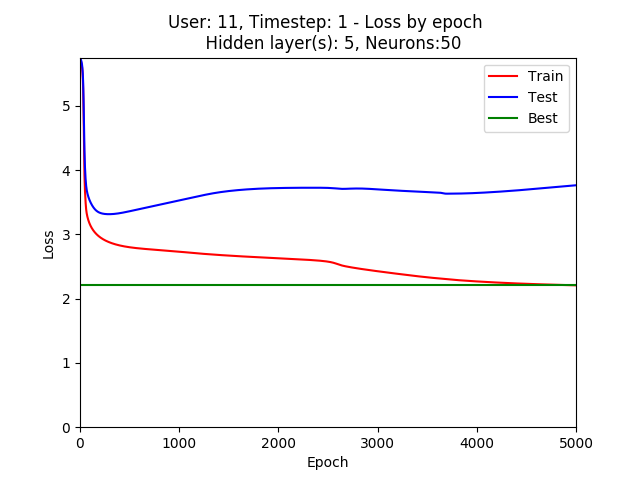 User: 11, Timestep: 1 - Loss by epoch
Hidden layer(s): 5, Neurons:50
Train
Test
Best
Loss
5
4
3
2
1
0
0 1000 2000 3000 4000 5000
Epoch